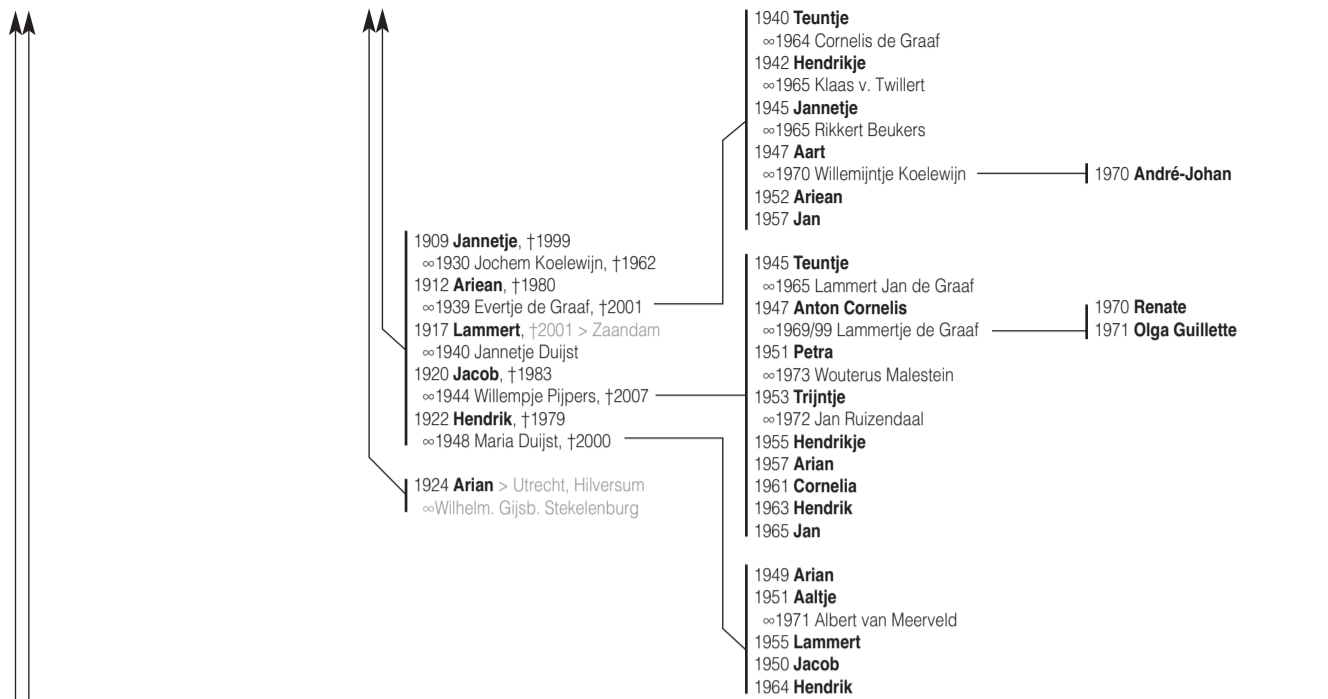 1909 Jannetje, †1999
∞1930 Jochem Koelewijn, †1962
1912 Ariean, †1980
∞1939 Evertje de Graaf, †2001
1917 Lammert, †2001 > Zaandam
∞1940 Jannetje Duijst
1920 Jacob, †1983
∞1944 Willempje Pijpers, †2007
1922 Hendrik, †1979
∞1948 Maria Duijst, †2000
1924 Arian > Utrecht, Hilversum
∞Wilhelm. Gijsb. Stekelenburg
1940 Teuntje
∞1964 Cornelis de Graaf
1942 Hendrikje
∞1965 Klaas v. Twillert
1945 Jannetje
∞1965 Rikkert Beukers
1947 Aart
∞1970 Willemijntje Koelewijn
1952 Ariean
1957 Jan
1945 Teuntje
∞1965 Lammert Jan de Graaf
1947 Anton Cornelis
∞1969/99 Lammertje de Graaf
1951 Petra
∞1973 Wouterus Malestein
1953 Trijntje
∞1972 Jan Ruizendaal
1955 Hendrikje
1957 Arian
1961 Cornelia
1963 Hendrik
1965 Jan
1949 Arian
1951 Aaltje
∞1971 Albert van Meerveld
1955 Lammert
1950 Jacob
1964 Hendrik
1970 André-Johan
1970 Renate
1971 Olga Guillette